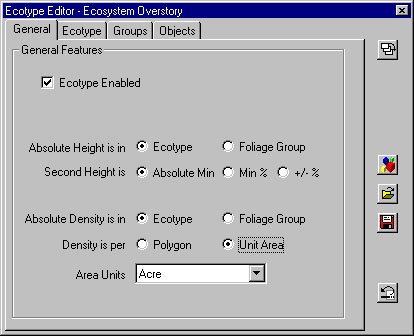 Ecotype Editor - Ecosystem Overstory
General Ecotype Groups Objects
General Features
Ecotype Enabled
Absolute Height is in Ecotype Foliage Group
Second Height is Absolute Min Min % +/- %
Absolute Density is in Ecotype Foliage Group
Density is per Polygon Unit Area
Area Units Acre